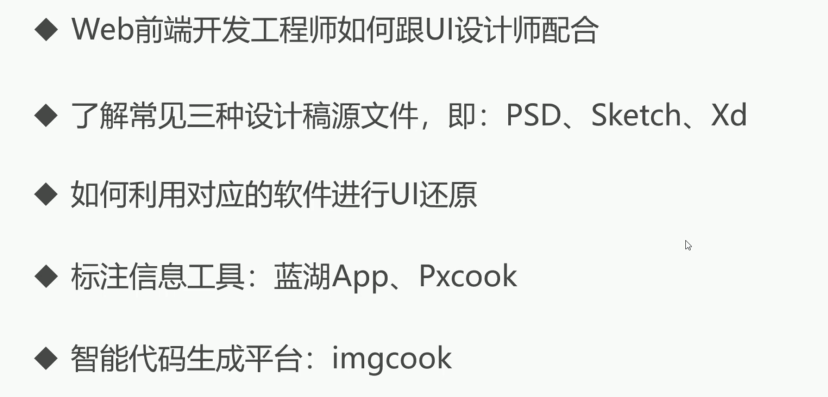 ◆ Web前端开发工程师如何跟UI设计师配合
◆ 了解常见三种设计稿源文件，即：PSD、Sketch、Xd
◆ 如何利用对应的软件进行UI还原
◆ 标注信息工具：蓝湖App、Pxcook
◆ 智能代码生成平台：imgcook